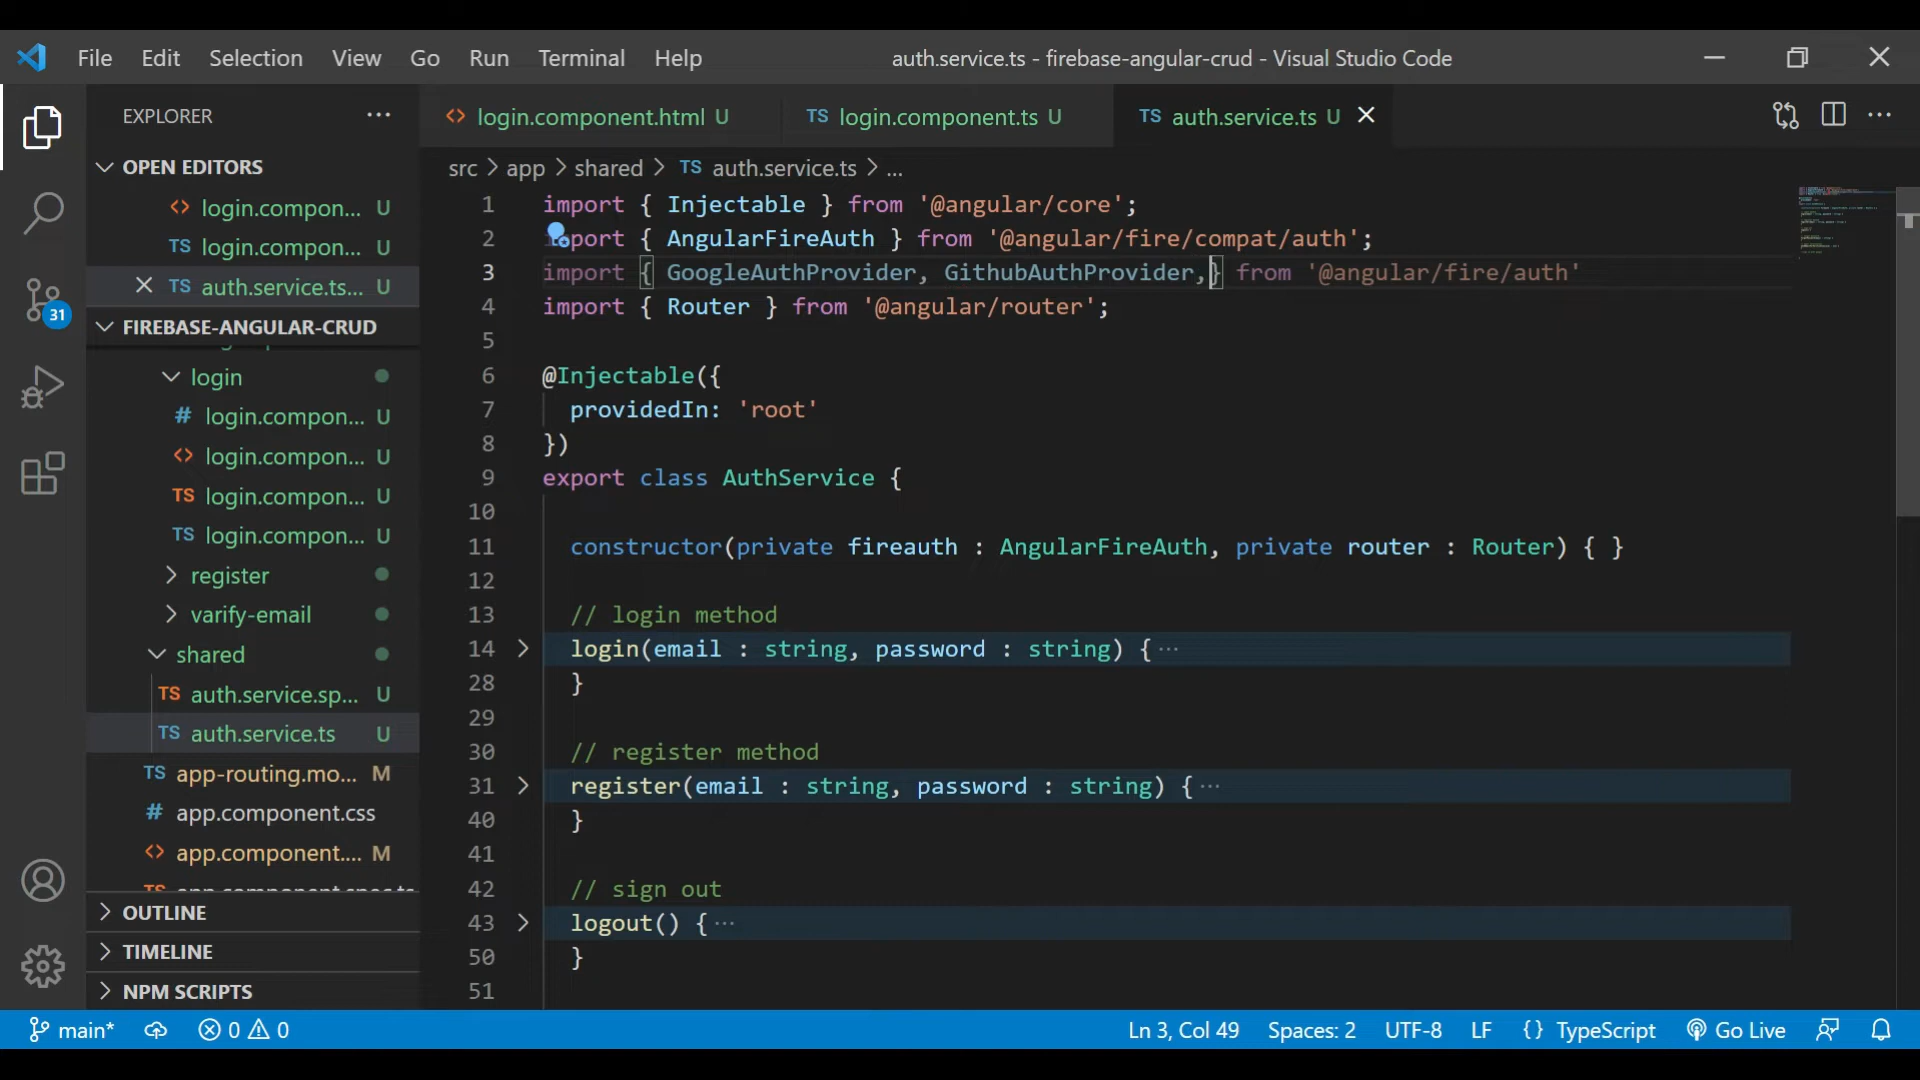 File Edit Selection View Go Run Terminal Help auth.service.ts - firebase-angular-crud - Visual Studio Code
EXPLORER ...
OPEN EDITORS
login.compon... U
login.compon... U
TS auth.service.ts... U
FIREBASE-ANGULAR-CRUD
login
# login.compon... U
<> login.compon... U
TS login.compon... U
TS login.compon... U
register
varify-email
shared
TS auth.service.sp... U
TS auth.service.ts U
TS app-routing.mo... M
# app.component.css
<> app.component.... M
OUTLINE
TIMELINE
NPM SCRIPTS
31
<> login.component.html U TS login.component.ts U TS auth.service.ts U
src > app > shared > TS auth.service.ts > ...
1 import { Injectable } from '@angular/core';
2 import { AngularFireAuth } from '@angular/fire/compat/auth';
3 import { GoogleAuthProvider, GithubAuthProvider,} from '@angular/fire/auth'
4 import { Router } from '@angular/router';
5
6 @Injectable({
7 providedIn: 'root'
8 })
9 export class AuthService {
10
11 constructor(private fireauth : AngularFireAuth, private router : Router) { }
12
13 // login method
14 login(email : string, password : string) {...
28 }
29
30 // register method
31 register(email : string, password : string) {...
40 }
41
42 // sign out
43 logout() {...
50 }
51
main* 0 0 Ln 3, Col 49 Spaces: 2 UTF-8 LF {} TypeScript Go Live